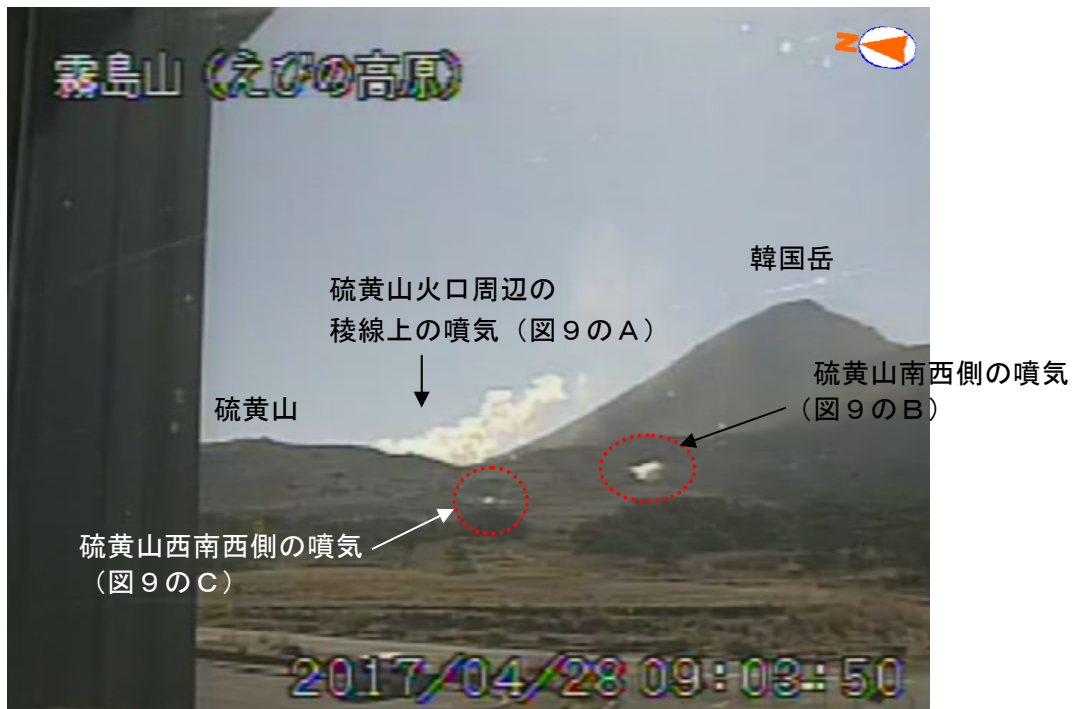 霧島山（えびの高原）
N
韓国岳
硫黄山火口周辺の
稜線上の噴気（図９のＡ）
硫黄山南西側の噴気
（図９のＢ）
硫黄山
硫黄山西南西側の噴気
（図９のＣ）
2017/04/28 09:03:50